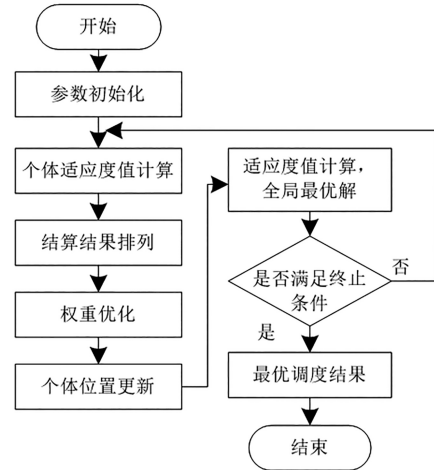 开始
参数初始化
个体适应度值计算
结算结果排列
权重优化
个体位置更新
适应度值计算,
全局最优解
是否满足终止
条件
否
是
最优调度结果
结束